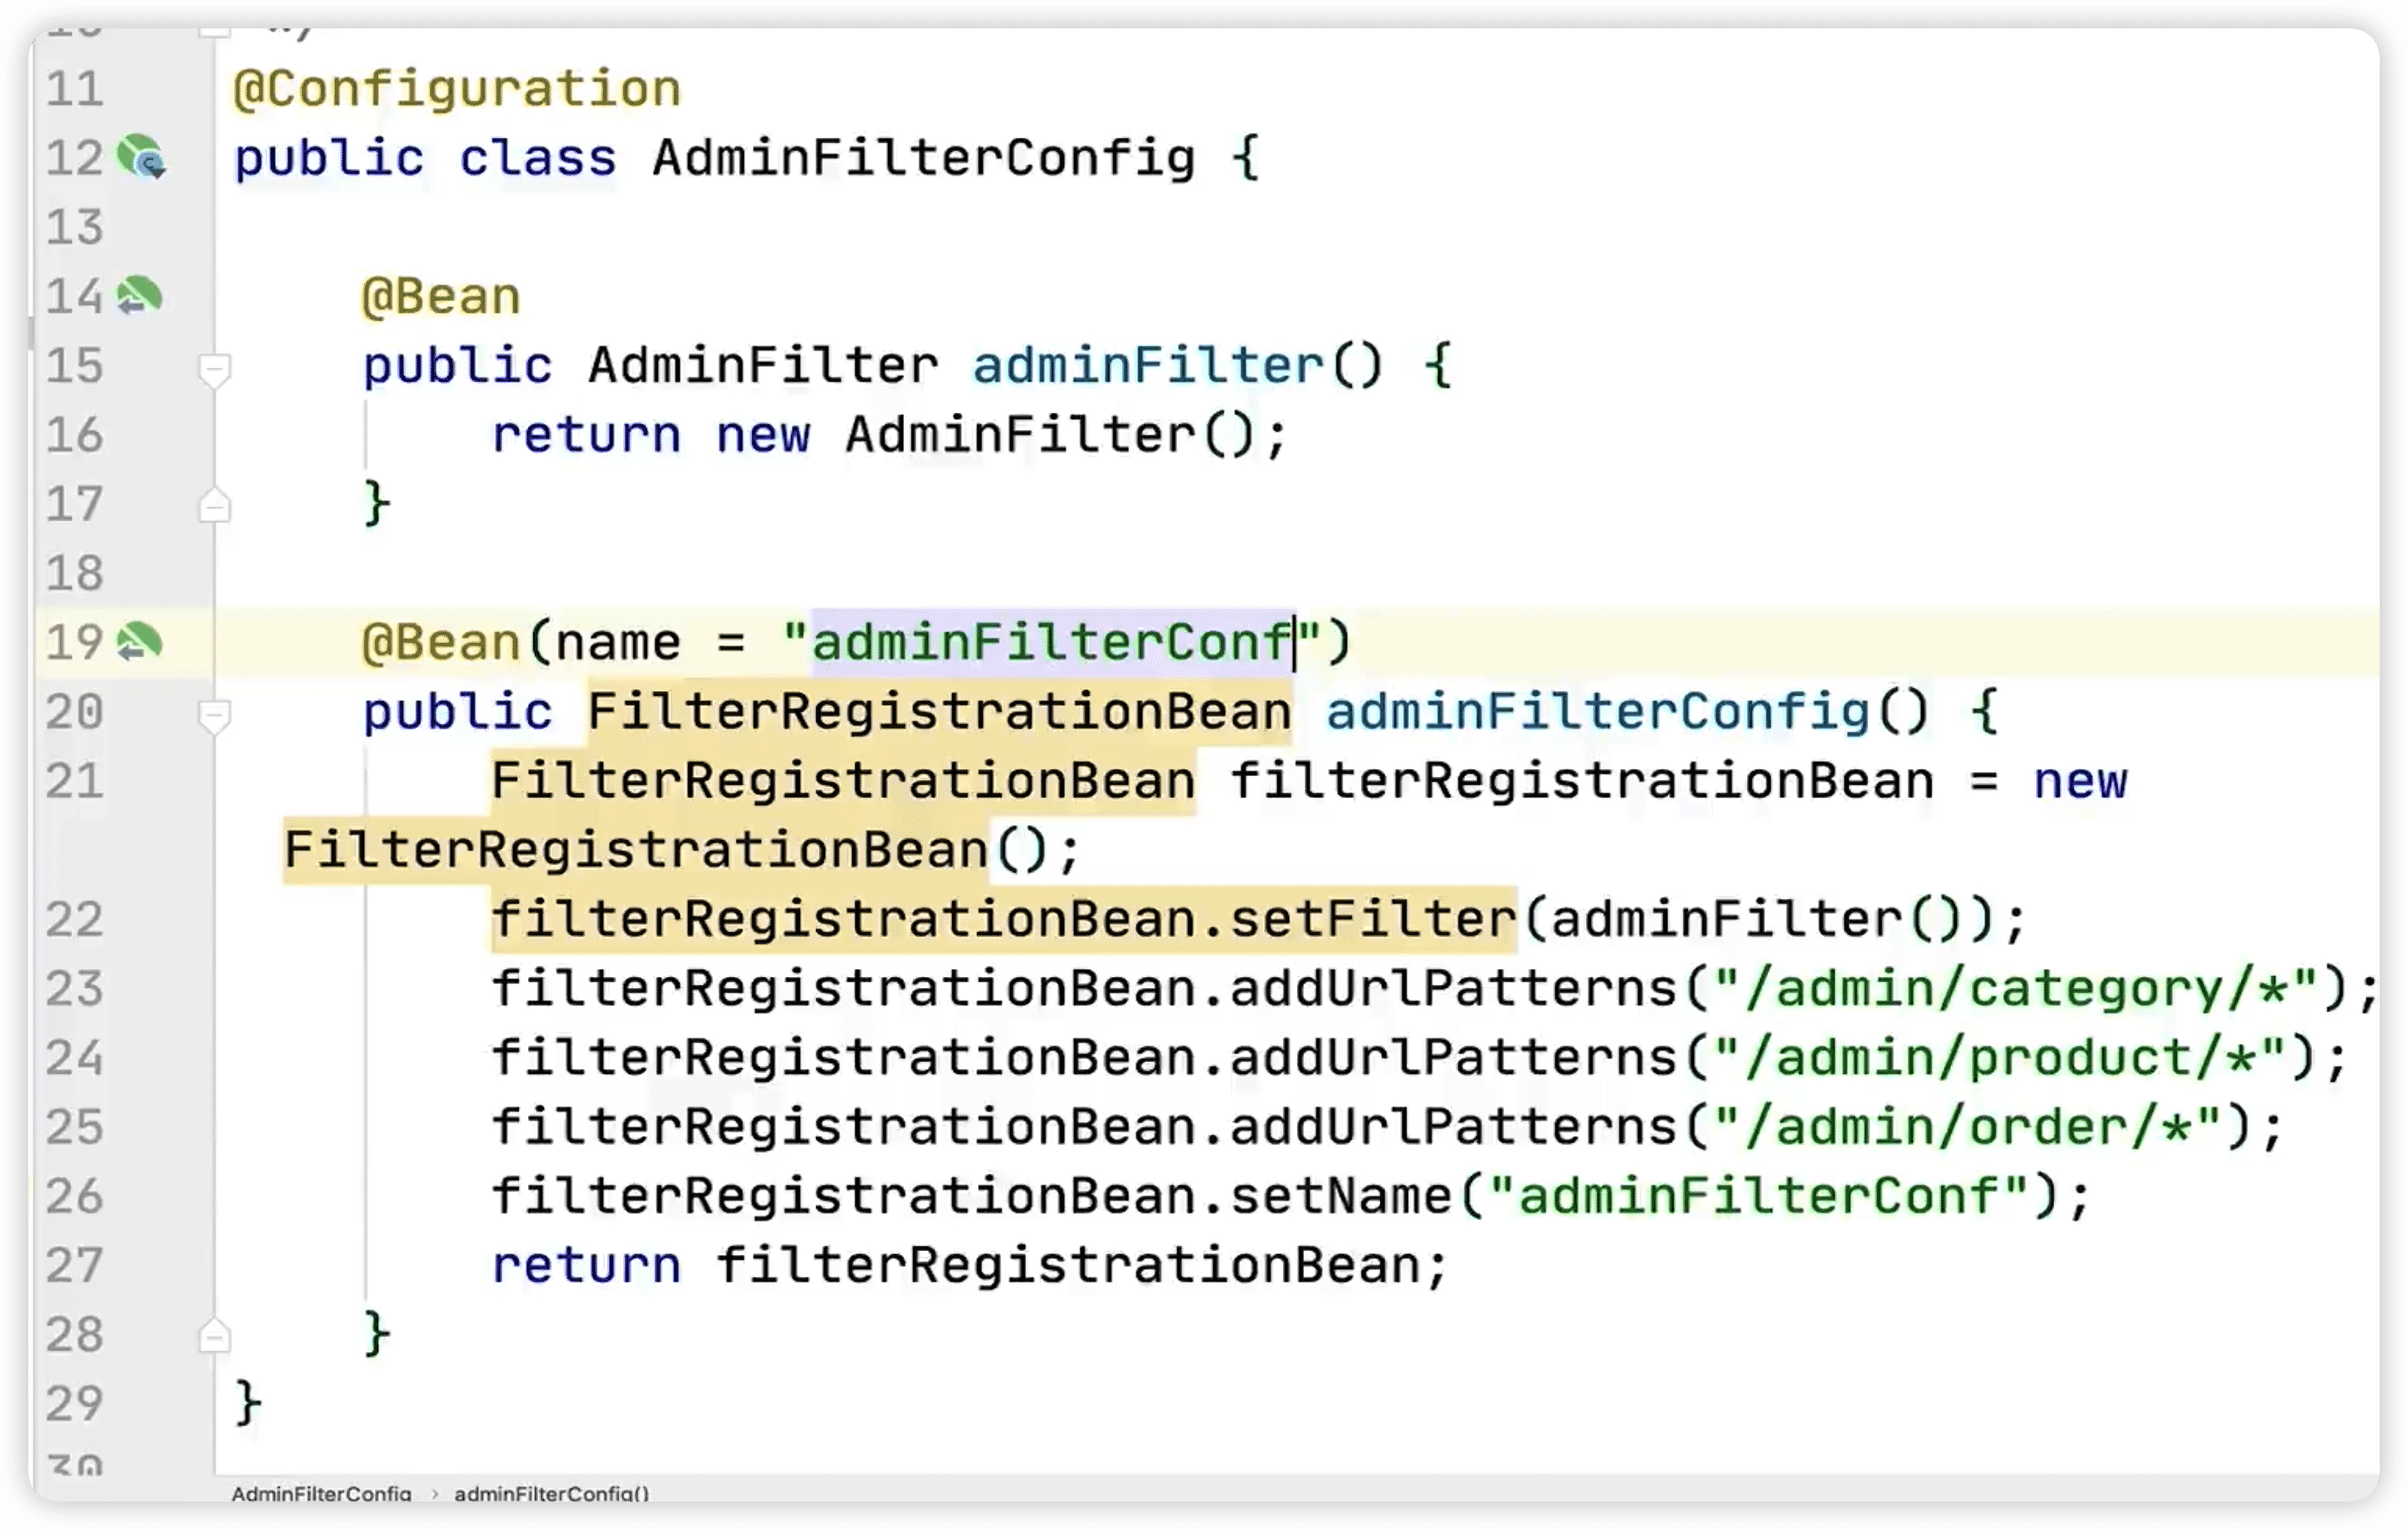 11 @Configuration
12 public class AdminFilterConfig {
13
14 @Bean
15 public AdminFilter adminFilter() {
16 return new AdminFilter();
17 }
18
19 @Bean(name = "adminFilterConf")
20 public FilterRegistrationBean adminFilterConfig() {
21 FilterRegistrationBean filterRegistrationBean = new
FilterRegistrationBean();
22 filterRegistrationBean.setFilter(adminFilter());
23 filterRegistrationBean.addUrlPatterns("/admin/category/*");
24 filterRegistrationBean.addUrlPatterns("/admin/product/*");
25 filterRegistrationBean.addUrlPatterns("/admin/order/*");
26 filterRegistrationBean.setName("adminFilterConf");
27 return filterRegistrationBean;
28 }
29 }
30
AdminFilterConfig › adminFilterConfig()